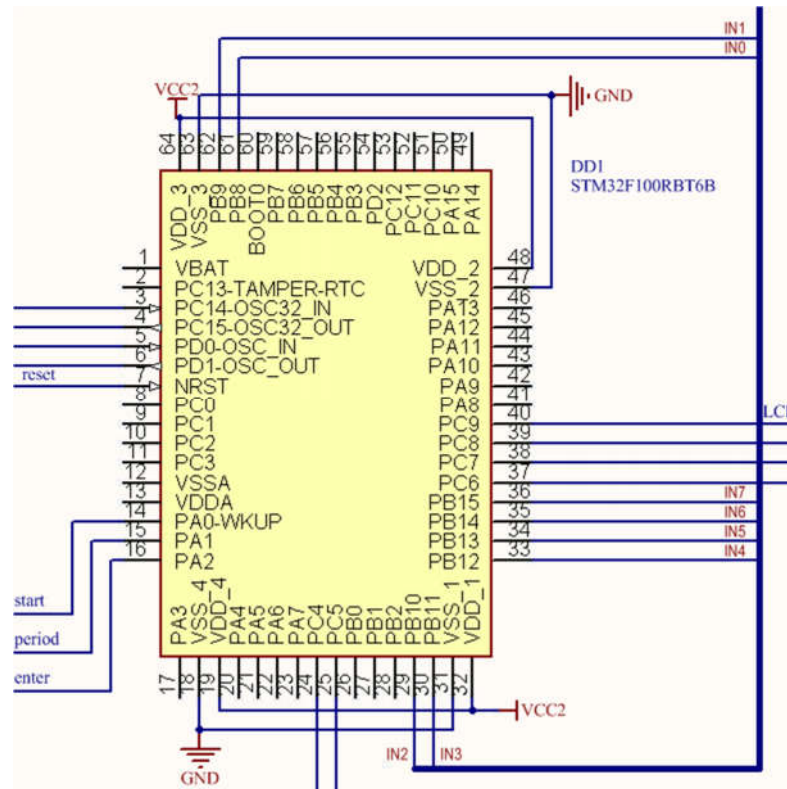 IN1
IN0
VCC2
GND
64 63 62 61 60 59 58 57 56 55 54 53 52 51 50 49
DD1
STM32F100RBT6B
VDD_3 VSS_3 PB9 PB8 BOOT0 PB7 PB6 PB5 PB4 PB3 PD2 PC12 PC11 PC10 PA15 PA14
1 VBAT VDD_2 48
2 PC13-TAMPER-RTC VSS_2 47
3 PC14-OSC32_IN PAT3 46
4 PC15-OSC32_OUT PA12 45
5 PD0-OSC_IN PA11 44
6 PD1-OSC_OUT PA10 43
reset 7 NRST PA9 42
8 PC0 PA8 41
9 PC1 PC9 40
10 PC2 PC8 39
11 PC3 PC7 38
12 VSSA PC6 37
13 VDDA PB15 36 IN7
14 PA0-WKUP PB14 35 IN6
15 PA1 PB13 34 IN5
16 PA2 PB12 33 IN4
start
period
enter
PA3 VSS_4 VDD_4 PA4 PA5 PA6 PA7 PC4 PC5 PB0 PB1 PB2 PB10 PB11 VSS_1 VDD_1
17 18 19 20 21 22 23 24 25 26 27 28 29 30 31 32
VCC2
IN2 IN3
GND